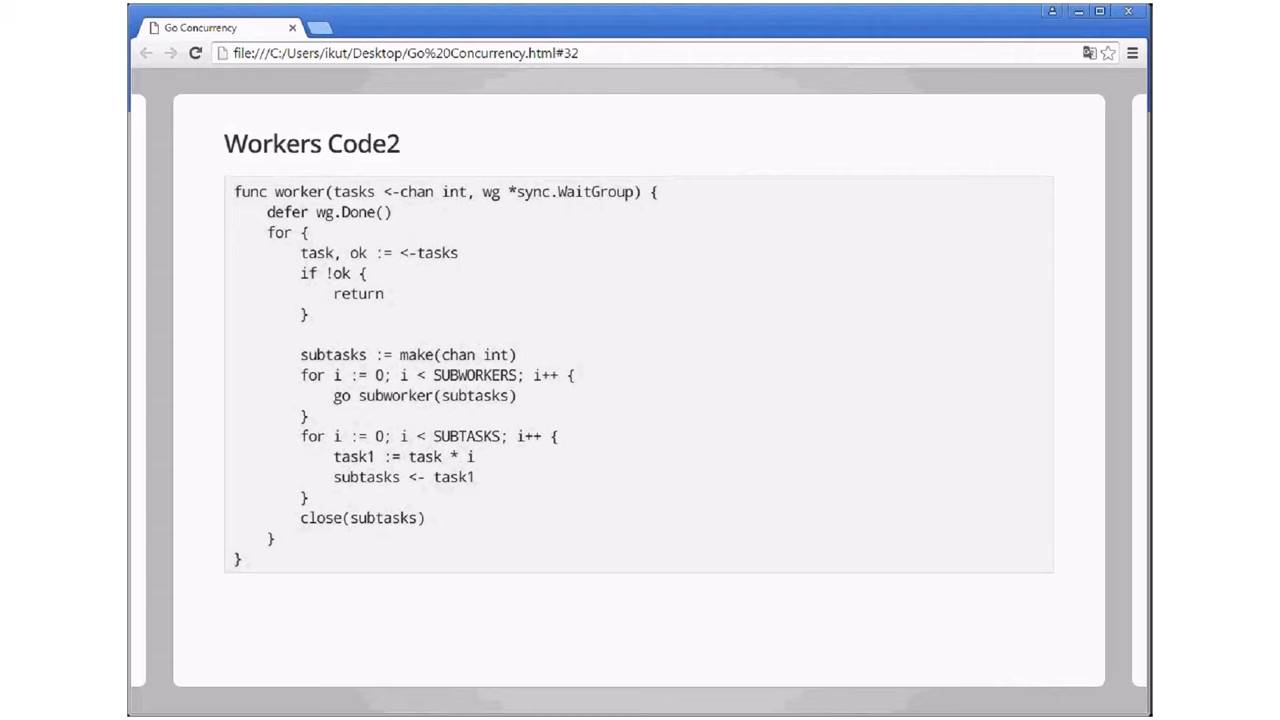 Go Concurrency
file:///C:/Users/ikut/Desktop/Go%20Concurrency.html#32
Workers Code2
func worker(tasks <-chan int, wg *sync.WaitGroup) {
    defer wg.Done()
    for {
        task, ok := <-tasks
        if !ok {
            return
        }
        subtasks := make(chan int)
        for i := 0; i < SUBWORKERS; i++ {
            go subworker(subtasks)
        }
        for i := 0; i < SUBTASKS; i++ {
            task1 := task * i
            subtasks <- task1
        }
        close(subtasks)
    }
}